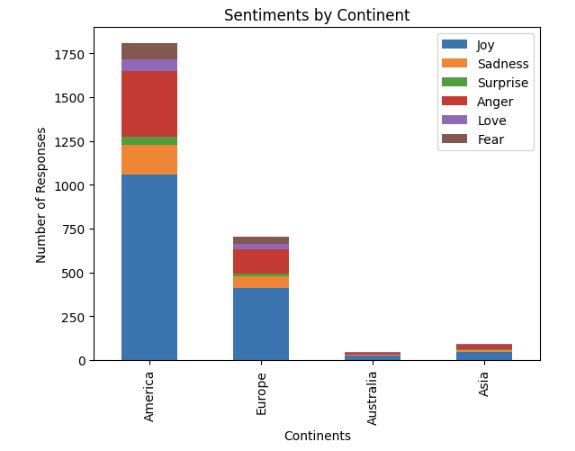 Sentiments by Continent
Joy
Sadness
Surprise
Anger
Love
Fear
Number of Responses
1750
1500
1250
1000
750
500
250
0
America
Europe
Australia
Asia
Continents